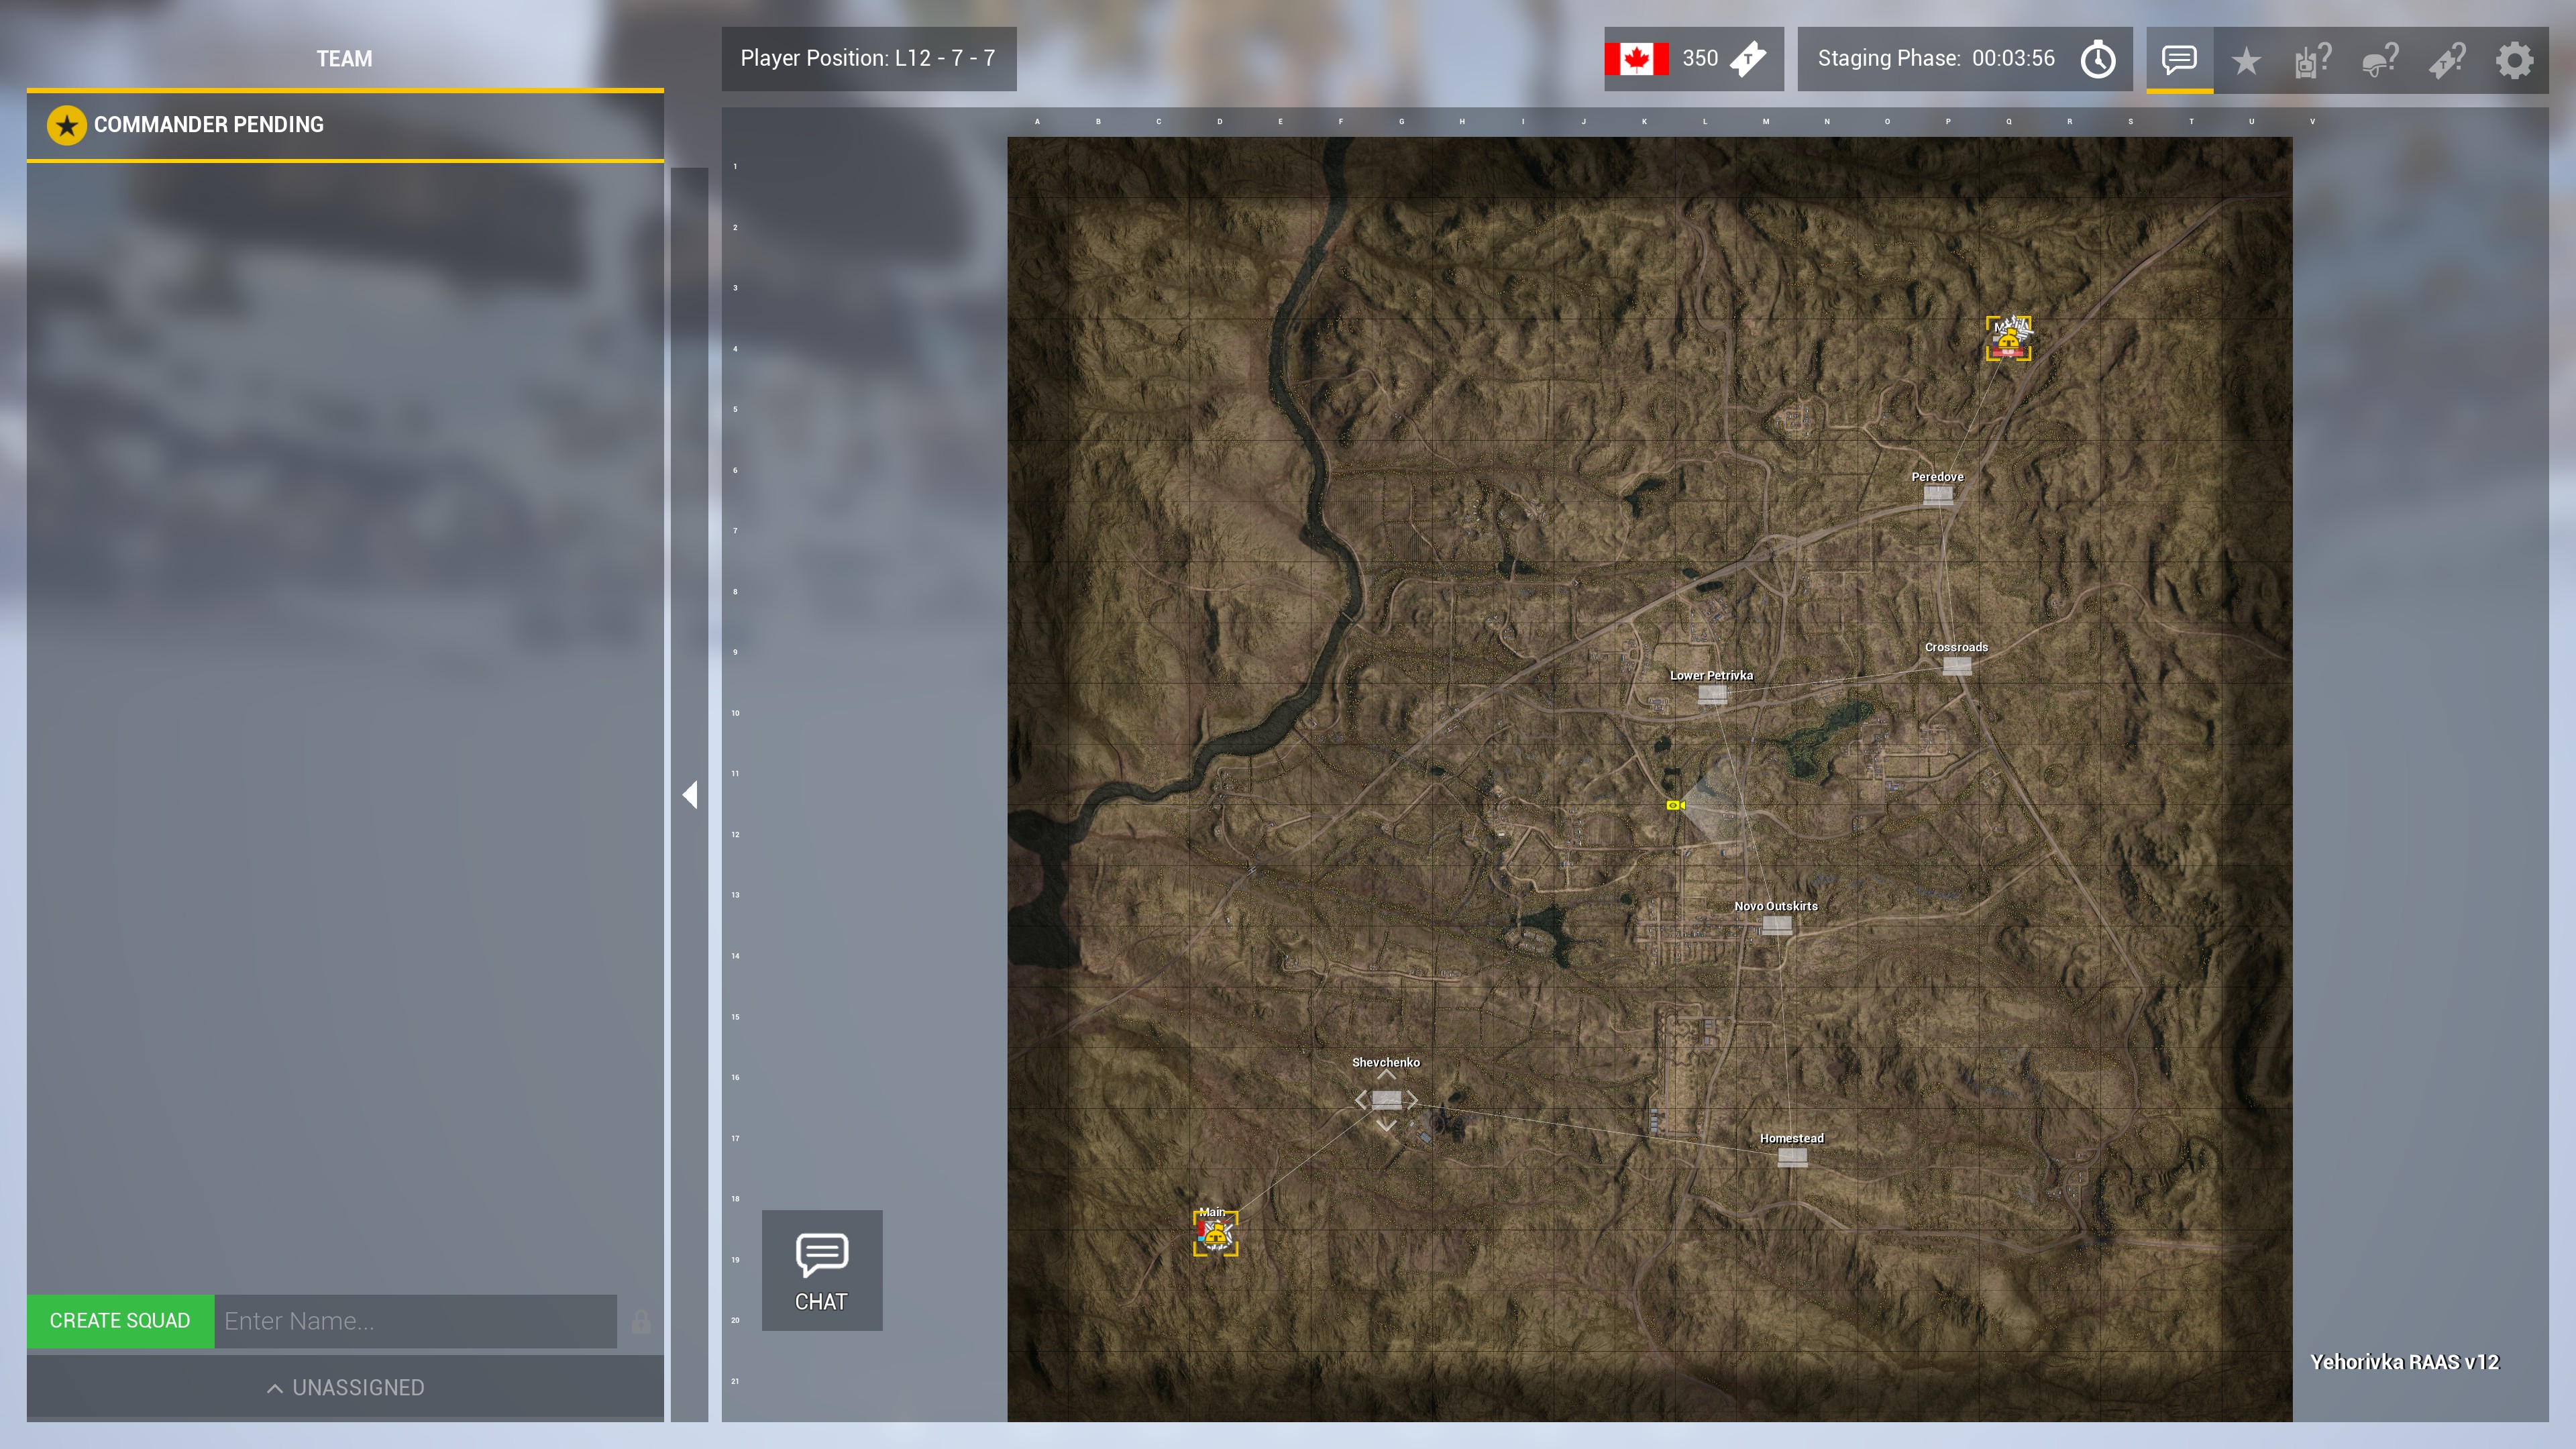 TEAM
Player Position: L12 - 7 - 7
350
T
Staging Phase: 00:03:56
? ? ?
COMMANDER PENDING
A B C D E F G H I J K L M N O P Q R S T U V
1
2
3
4
5
6
7
8
9
10
11
12
13
14
15
16
17
18
19
20
21
Peredove
Crossroads
Lower Petrivka
Novo Outskirts
Shevchenko
Homestead
Main
CHAT
CREATE SQUAD
Enter Name...
UNASSIGNED
Yehorivka RAAS v12